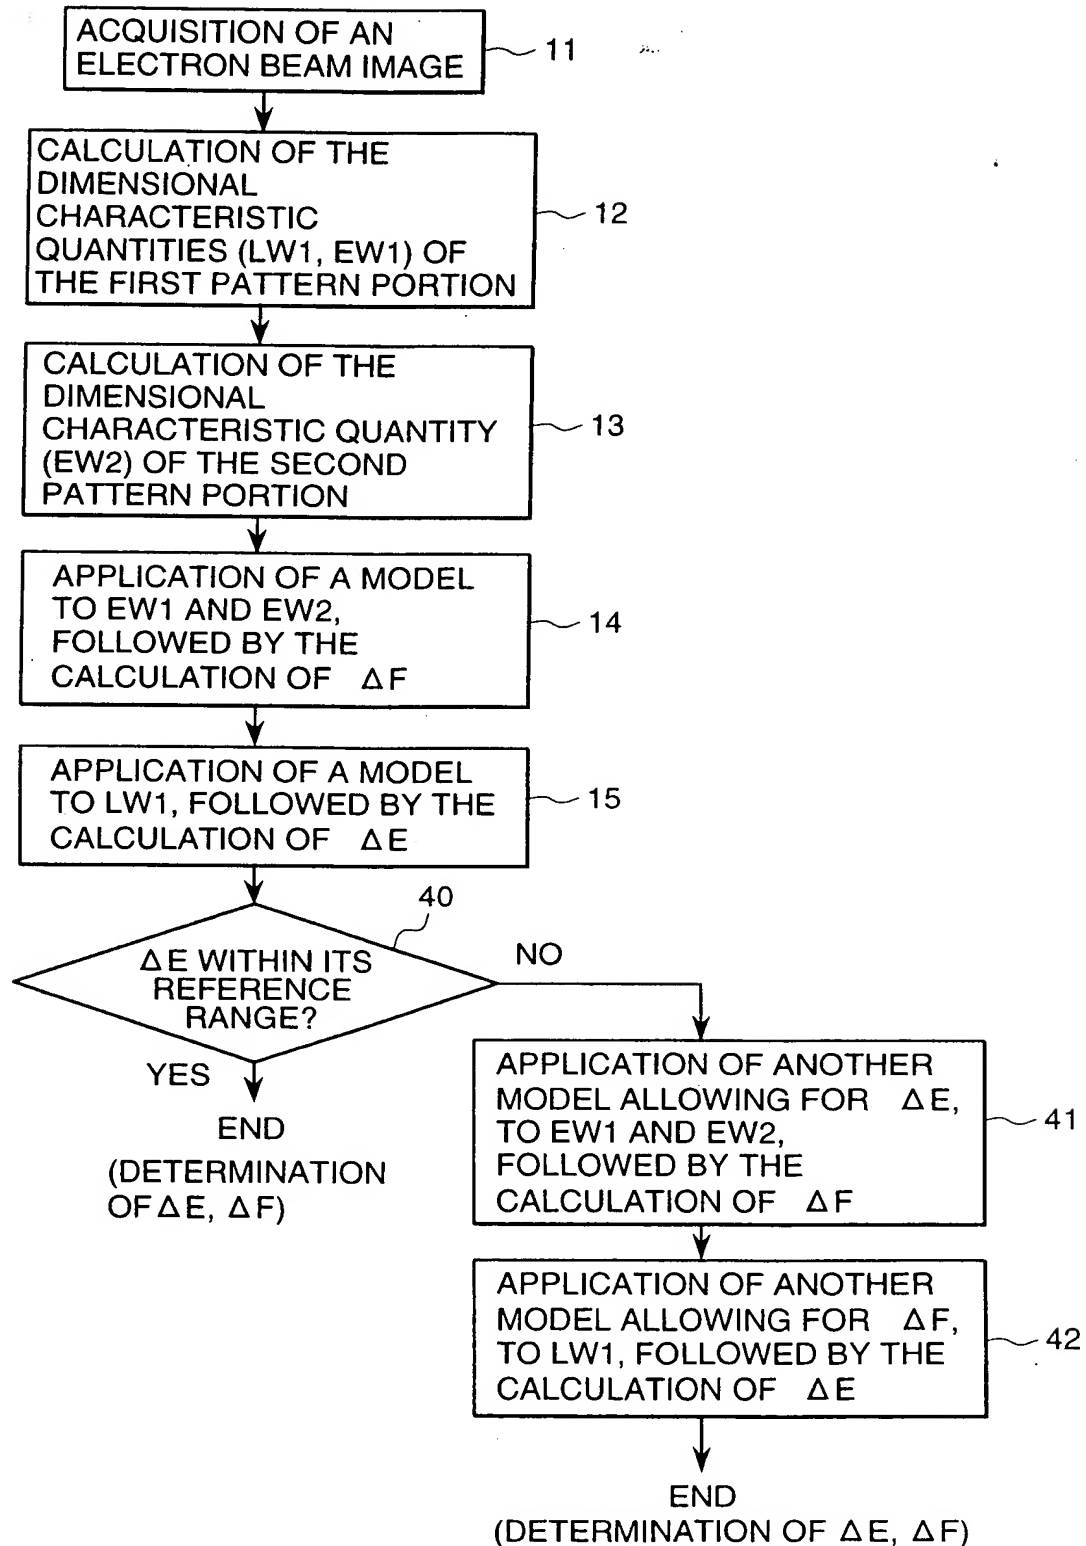 ACQUISITION OF AN
ELECTRON BEAM IMAGE
11
CALCULATION OF THE
DIMENSIONAL
CHARACTERISTIC
QUANTITIES (LW1, EW1) OF
THE FIRST PATTERN PORTION
12
CALCULATION OF THE
DIMENSIONAL
CHARACTERISTIC QUANTITY
(EW2) OF THE SECOND
PATTERN PORTION
13
APPLICATION OF A MODEL
TO EW1 AND EW2,
FOLLOWED BY THE
CALCULATION OF ΔF
14
APPLICATION OF A MODEL
TO LW1, FOLLOWED BY THE
CALCULATION OF ΔE
15
40
ΔE WITHIN ITS
REFERENCE
RANGE?
NO
YES
END
(DETERMINATION
OF ΔE, ΔF)
APPLICATION OF ANOTHER
MODEL ALLOWING FOR ΔE,
TO EW1 AND EW2,
FOLLOWED BY THE
CALCULATION OF ΔF
41
APPLICATION OF ANOTHER
MODEL ALLOWING FOR ΔF,
TO LW1, FOLLOWED BY THE
CALCULATION OF ΔE
42
END
(DETERMINATION OF ΔE, ΔF)